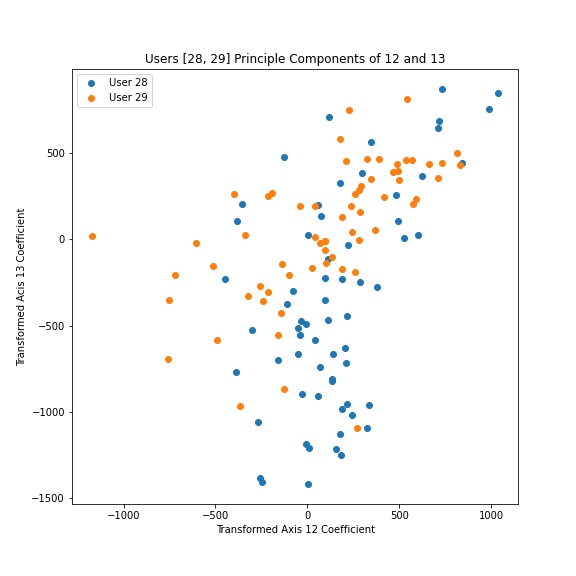 Users [28, 29] Principle Components of 12 and 13
User 28
User 29
Transformed Acis 13 Coefficient
500
0
−500
−1000
−1500
−1000
−500
0
500
1000
Transformed Axis 12 Coefficient